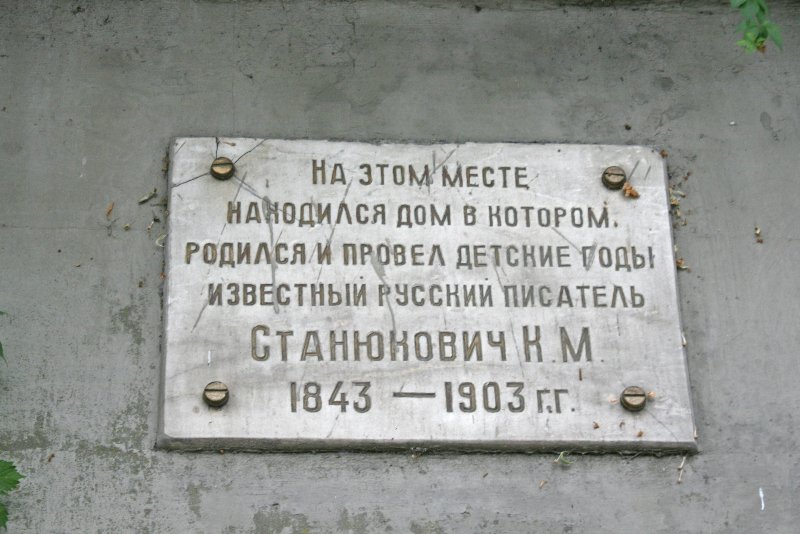 На этом месте
находился дом в котором
родился и провел детские годы
известный русский писатель
Станюкович К.М.
1843 — 1903 г.г.